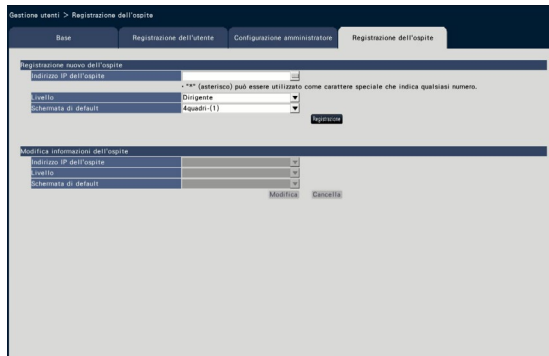 Gestione utenti > Registrazione dell'ospite
Base Registrazione dell'utente Configurazione amministratore Registrazione dell'ospite
Registrazione nuovo dell'ospite
Indirizzo IP dell'ospite
- "*" (asterisco) può essere utilizzato come carattere speciale che indica qualsiasi numero.
Livello Dirigente
Schermata di default 4quadri-(1)
Registrazione
Modifica informazioni dell'ospite
Indirizzo IP dell'ospite
Livello
Schermata di default
Modifica Cancella